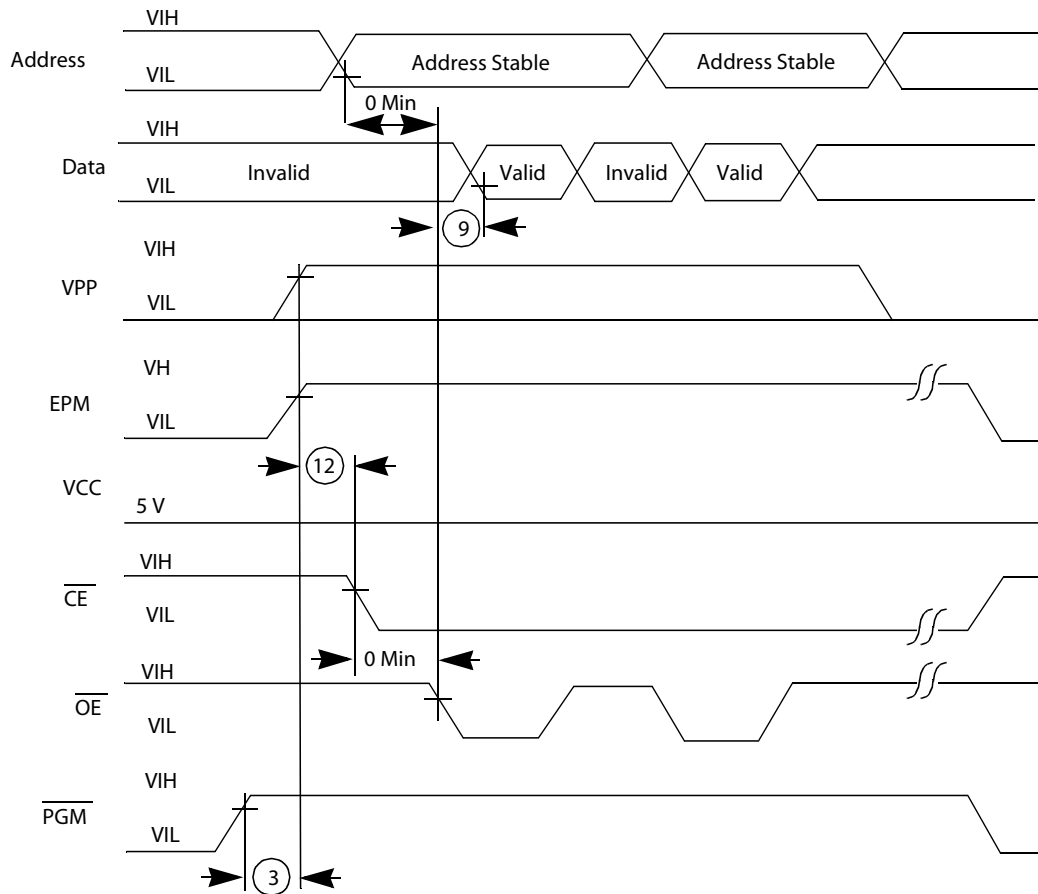 VIH
Address
VIL
Address Stable
Address Stable
0 Min
VIH
Data
VIL
Invalid
Valid
Invalid
Valid
9
VIH
VPP
VIL
VH
EPM
VIL
12
VCC
5 V
VIH
CE
VIL
0 Min
VIH
OE
VIL
VIH
PGM
VIL
3